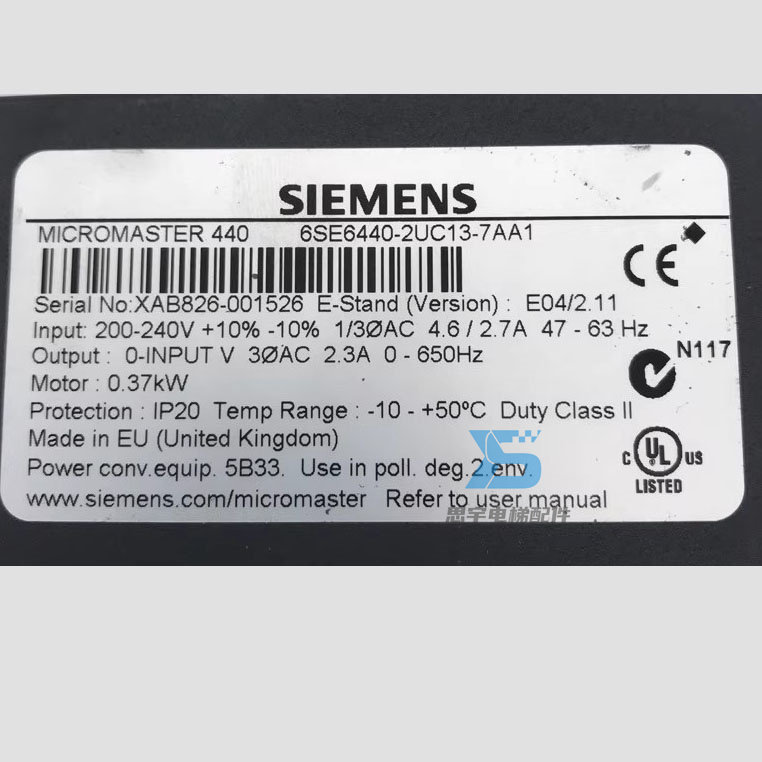 SIEMENS
MICROMASTER 440 6SE6440-2UC13-7AA1
CE
Serial No:XAB826-001526 E-Stand (Version) : E04/2.11
Input: 200-240V +10% -10% 1/3ØAC 4.6 / 2.7A 47 - 63 Hz
Output : 0-INPUT V 3ØAC 2.3A 0 - 650Hz
N117
Motor : 0.37kW
Protection : IP20 Temp Range : -10 - +50ºC Duty Class II
Made in EU (United Kingdom)
Power conv.equip. 5B33. Use in poll. deg.2 env.
C UL US
LISTED
www.siemens.com/micromaster Refer to user manual
思宇电梯配件